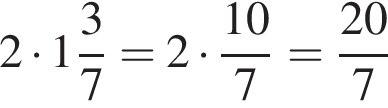 2 · 1 3/7 = 2 · 10/7 = 20/7